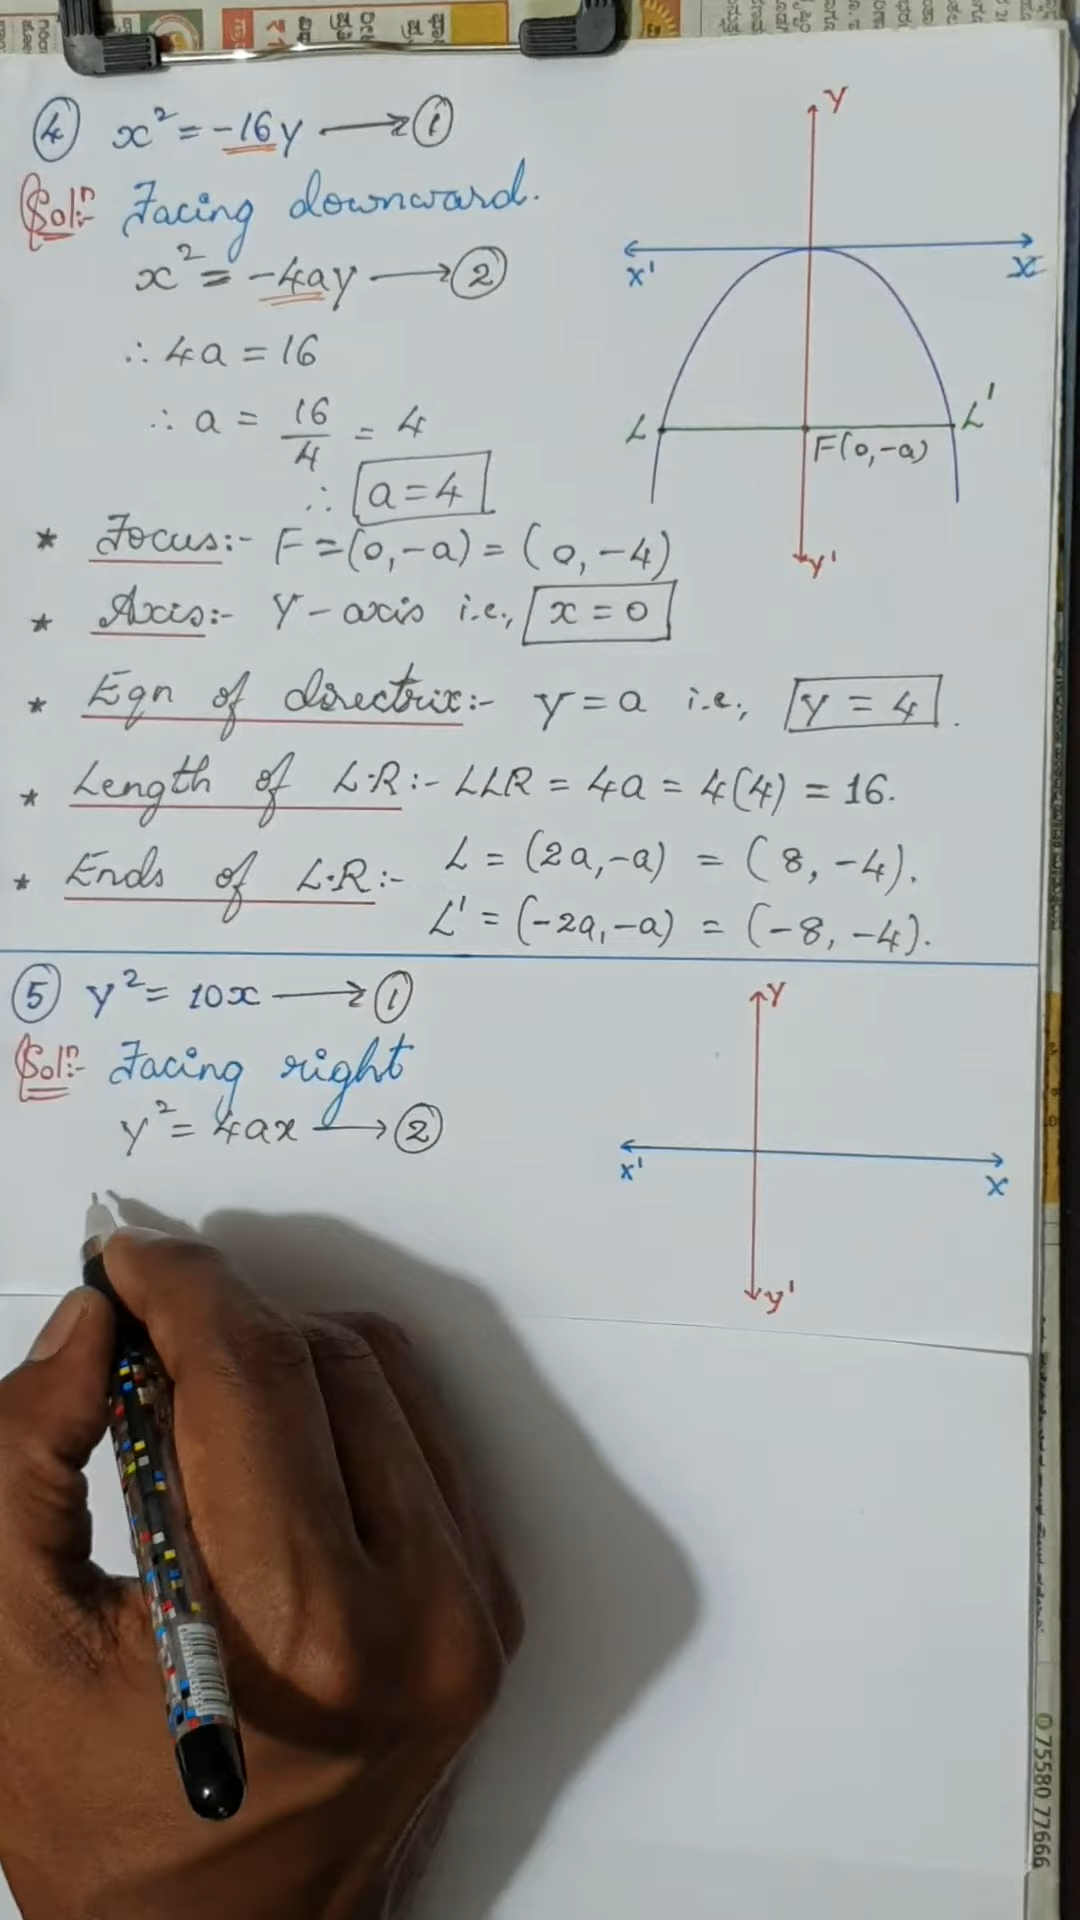 ④ x² = -16y → ①
Solⁿ:- Facing downward.
x² = -4ay → ②
∴ 4a = 16
∴ a = 16/4 = 4
∴ a = 4
* Focus:- F = (0, -a) = (0, -4)
* Axis:- Y-axis i.e., x = 0
* Eqn of directrix:- y = a i.e., y = 4.
* Length of L.R:- LLR = 4a = 4(4) = 16.
* Ends of L.R:- L = (2a, -a) = (8, -4).
L' = (-2a, -a) = (-8, -4).
Y
X'
X
L
L'
F(0, -a)
Y'
⑤ y² = 10x → ①
Solⁿ:- Facing right
y² = 4ax → ②
Y
X'
X
Y'
75580 77666